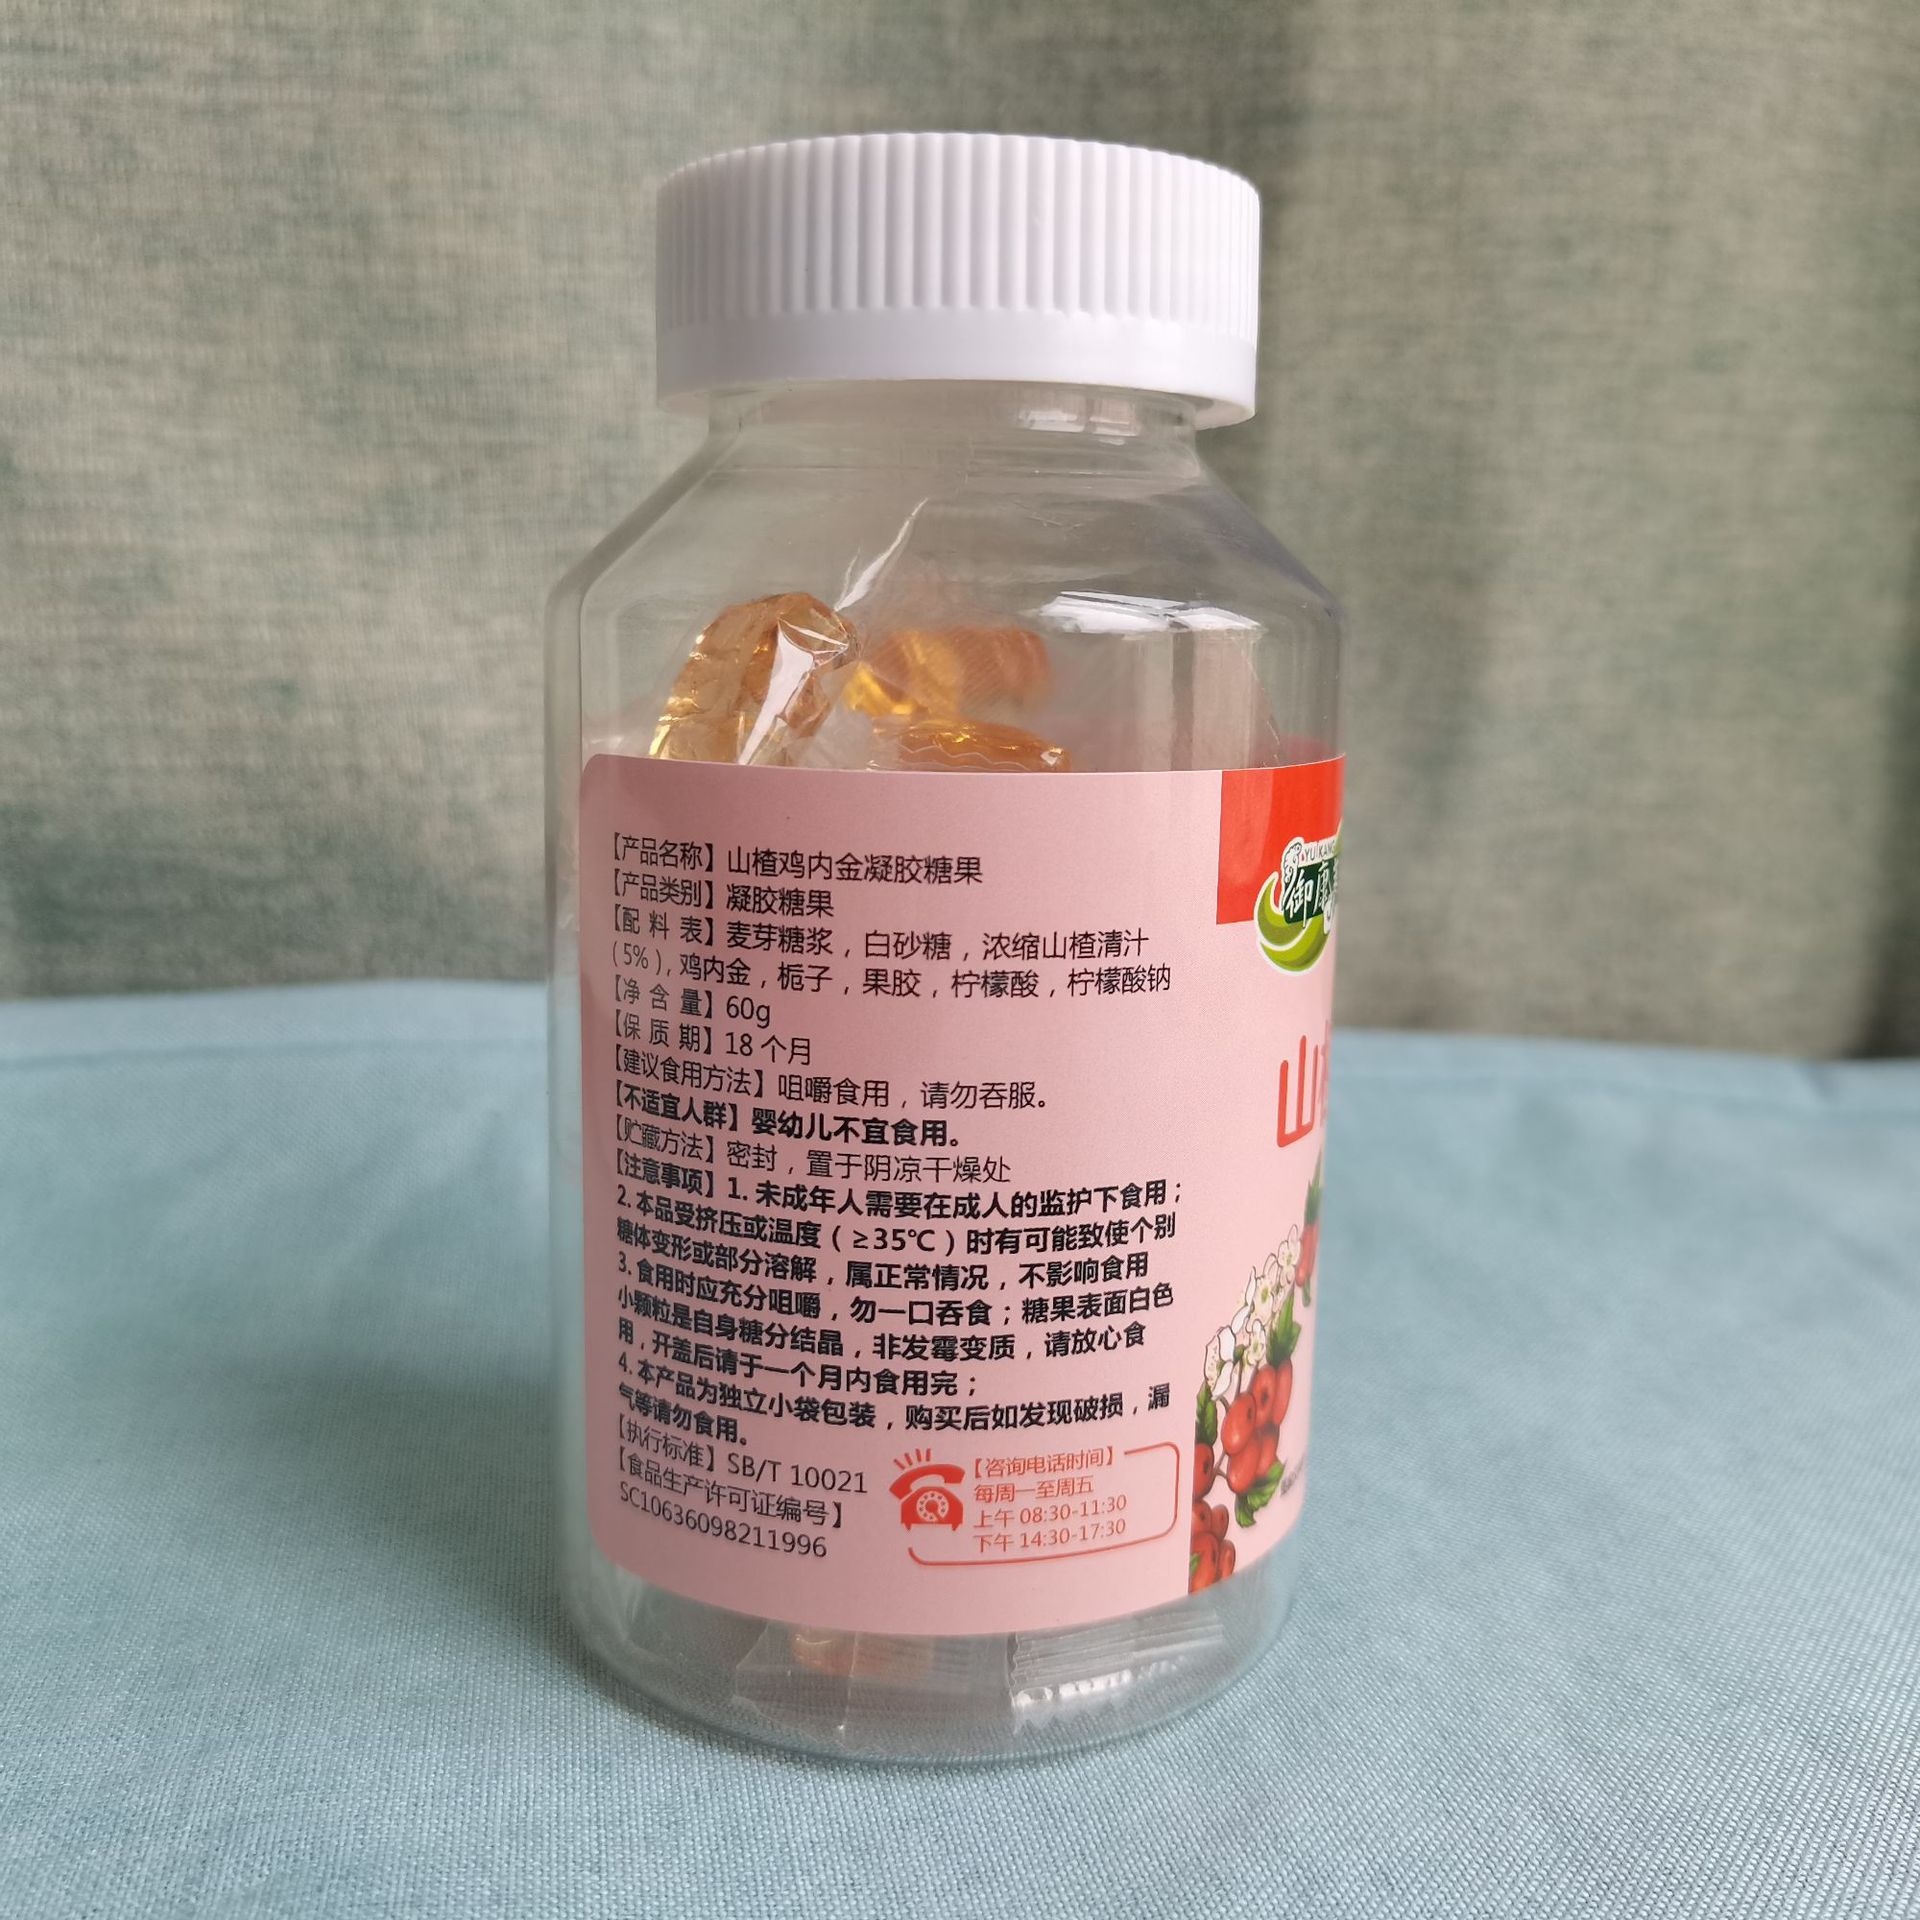 【产品名称】山楂鸡内金凝胶糖果
【产品类别】凝胶糖果
【配 料 表】麦芽糖浆，白砂糖，浓缩山楂清汁
（5%），鸡内金，栀子，果胶，柠檬酸，柠檬酸钠
【净 含 量】60g
【保 质 期】18 个月
【建议食用方法】咀嚼食用，请勿吞服。
【不适宜人群】婴幼儿不宜食用。
【贮藏方法】密封，置于阴凉干燥处
【注意事项】1. 未成年人需要在成人的监护下食用；
2. 本品受挤压或温度（≥35℃）时有可能致使个别
糖体变形或部分溶解，属正常情况，不影响食用
3. 食用时应充分咀嚼，勿一口吞食；糖果表面白色
小颗粒是自身糖分结晶，非发霉变质，请放心食
用，开盖后请于一个月内食用完；
4. 本产品为独立小袋包装，购买后如发现破损，漏
气等请勿食用。
【执行标准】SB/T 10021
【食品生产许可证编号】
SC10636098211996
【咨询电话时间】
每周一至周五
上午 08:30-11:30
下午 14:30-17:30
YU KANG
御康
山